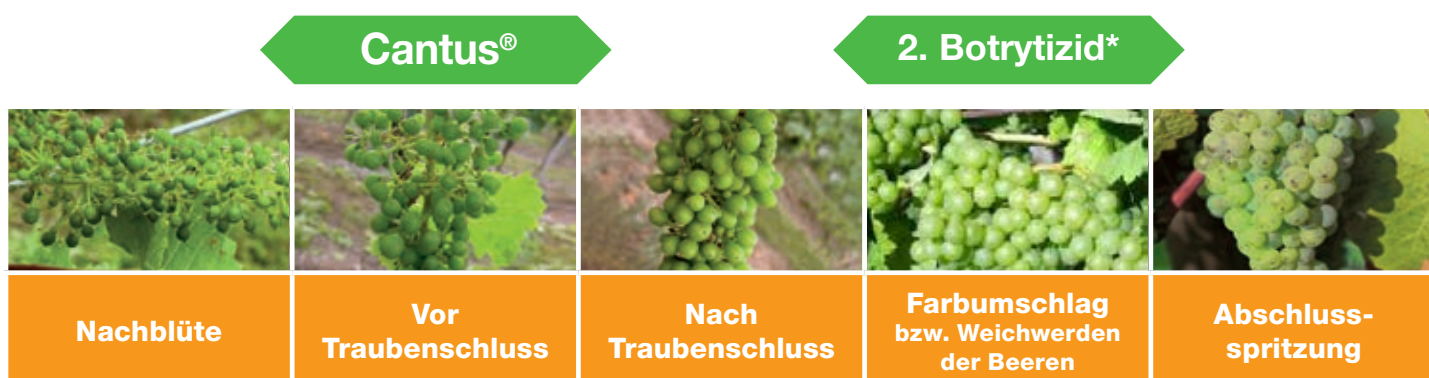 Cantus®
2. Botrytizid*
Nachblüte
Vor
Traubenschluss
Nach
Traubenschluss
Farbumschlag
bzw. Weichwerden
der Beeren
Abschluss-
spritzung